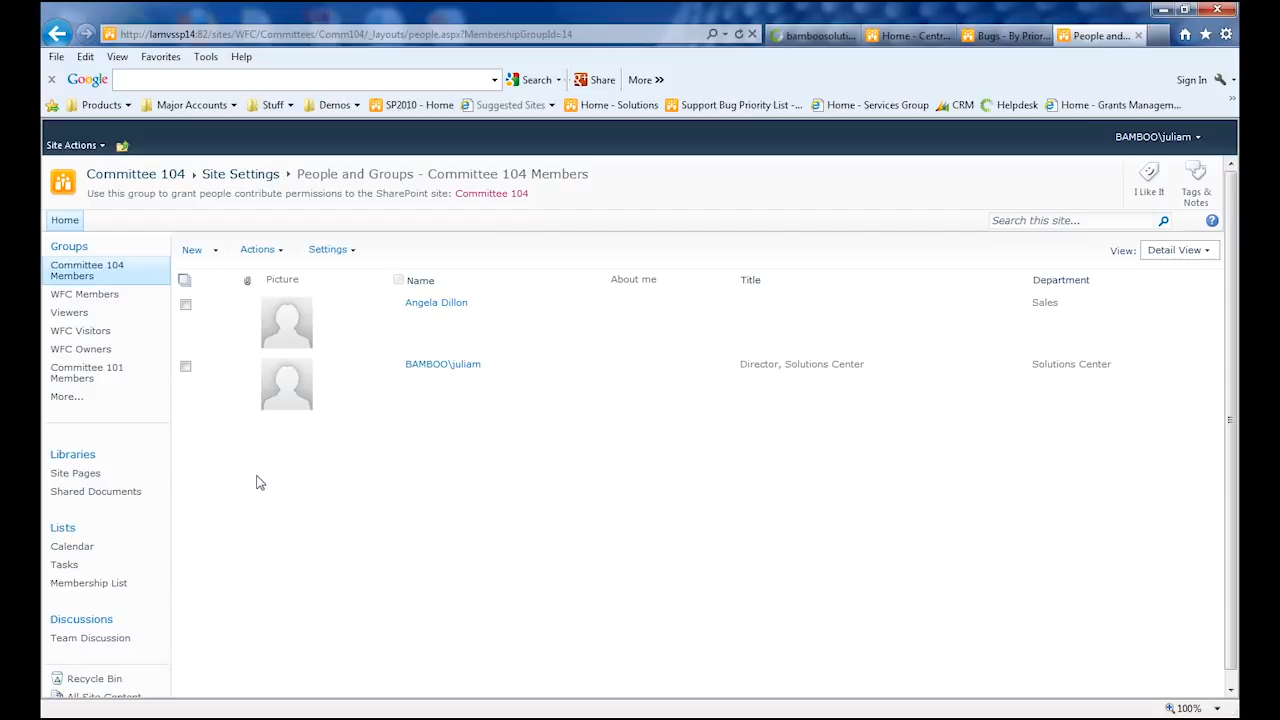 http://lamvssp14:82/sites/WFC/Committees/Comm104/_layouts/people.aspx?MembershipGroupId=14
bamboosoluti...
Home - Centr...
Bugs - By Prior...
People and...
File Edit View Favorites Tools Help
Google Search Share More »
Sign In
Products Major Accounts Stuff Demos SP2010 - Home Suggested Sites Home - Solutions Support Bug Priority List -... Home - Services Group CRM Helpdesk Home - Grants Managem...
BAMBOO\juliam
Site Actions
Committee 104 Site Settings People and Groups - Committee 104 Members
Use this group to grant people contribute permissions to the SharePoint site: Committee 104
I Like It
Tags &
Notes
Home
Search this site...
Groups
Committee 104
Members
WFC Members
Viewers
WFC Visitors
WFC Owners
Committee 101
Members
More...
Libraries
Site Pages
Shared Documents
Lists
Calendar
Tasks
Membership List
Discussions
Team Discussion
Recycle Bin
All Site Content
New Actions Settings
View: Detail View
Picture Name About me Title Department
Angela Dillon Sales
BAMBOO\juliam Director, Solutions Center Solutions Center
100%